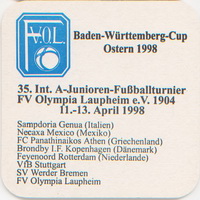 F.V.OL.
Baden-Württemberg-Cup
Ostern 1998
35. Int. A-Junioren-Fußballturnier
FV Olympia Laupheim e.V. 1904
11.-13. April 1998
Sampdoria Genua (Italien)
Necaxa Mexico (Mexiko)
FC Panathinaikos Athen (Griechenland)
Brondby I.F. Kopenhagen (Dänemark)
Feyenoord Rotterdam (Niederlande)
VfB Stuttgart
SV Werder Bremen
FV Olympia Laupheim